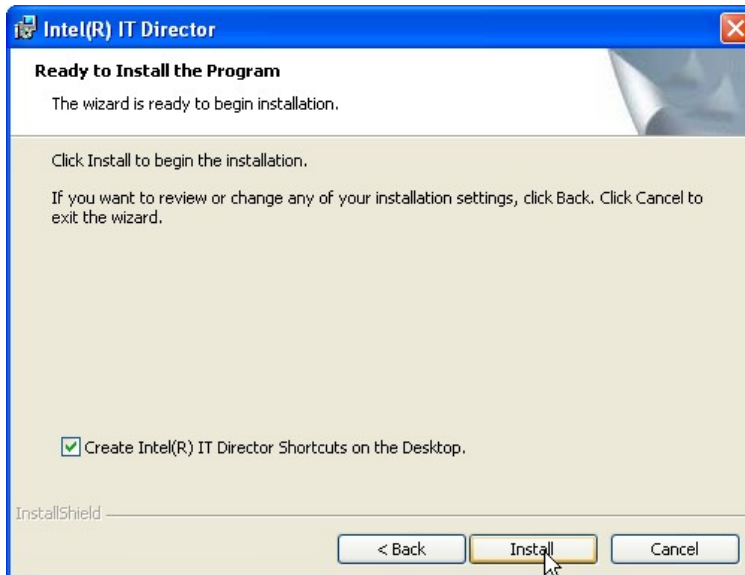 Intel(R) IT Director
Ready to Install the Program
The wizard is ready to begin installation.
Click Install to begin the installation.
If you want to review or change any of your installation settings, click Back. Click Cancel to
exit the wizard.
Create Intel(R) IT Director Shortcuts on the Desktop.
InstallShield
< Back
Install
Cancel